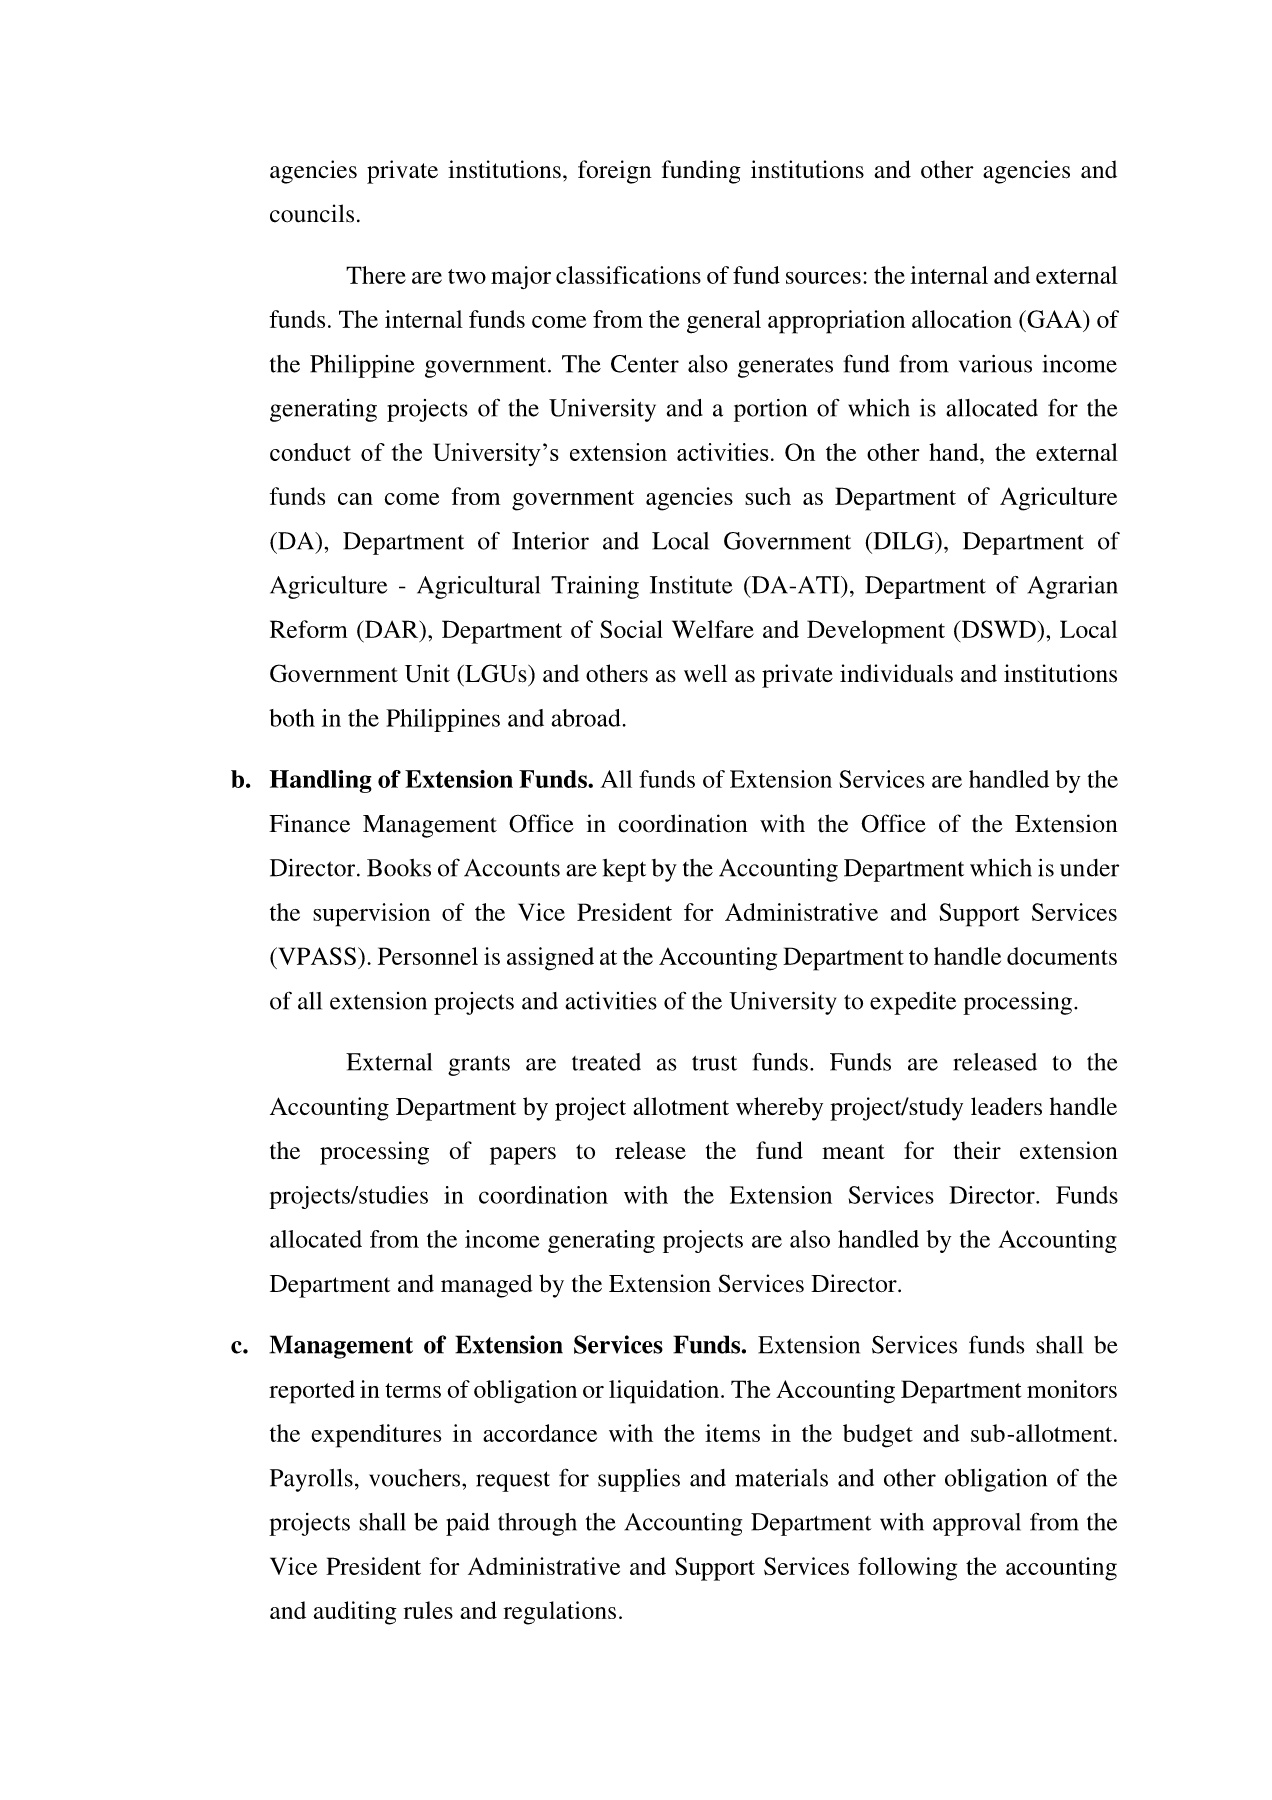 agencies private institutions, foreign funding institutions and other agencies and
councils.
There are two major classifications of fund sources: the internal and external
funds. The internal funds come from the general appropriation allocation (GAA) of
the Philippine government. The Center also generates fund from various income
generating projects of the University and a portion of which is allocated for the
conduct of the University’s extension activities. On the other hand, the external
funds can come from government agencies such as Department of Agriculture
(DA), Department of Interior and Local Government (DILG), Department of
Agriculture - Agricultural Training Institute (DA-ATI), Department of Agrarian
Reform (DAR), Department of Social Welfare and Development (DSWD), Local
Government Unit (LGUs) and others as well as private individuals and institutions
both in the Philippines and abroad.
b. Handling of Extension Funds. All funds of Extension Services are handled by the
Finance Management Office in coordination with the Office of the Extension
Director. Books of Accounts are kept by the Accounting Department which is under
the supervision of the Vice President for Administrative and Support Services
(VPASS). Personnel is assigned at the Accounting Department to handle documents
of all extension projects and activities of the University to expedite processing.
External grants are treated as trust funds. Funds are released to the
Accounting Department by project allotment whereby project/study leaders handle
the processing of papers to release the fund meant for their extension
projects/studies in coordination with the Extension Services Director. Funds
allocated from the income generating projects are also handled by the Accounting
Department and managed by the Extension Services Director.
c. Management of Extension Services Funds. Extension Services funds shall be
reported in terms of obligation or liquidation. The Accounting Department monitors
the expenditures in accordance with the items in the budget and sub-allotment.
Payrolls, vouchers, request for supplies and materials and other obligation of the
projects shall be paid through the Accounting Department with approval from the
Vice President for Administrative and Support Services following the accounting
and auditing rules and regulations.